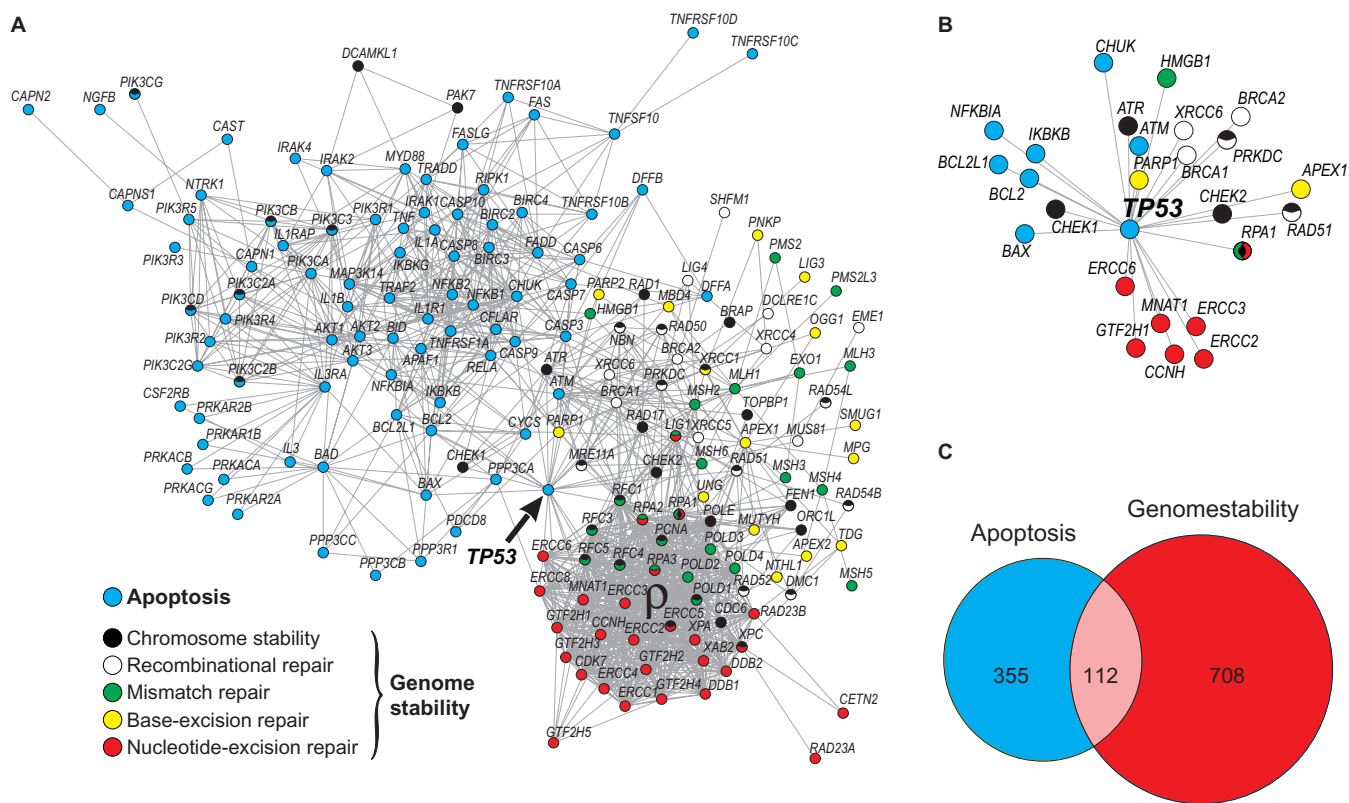 A
TNFRSF10D
TNFRSF10C
DCAMKL1
PIK3CG
NGFB
CAPN2
PAK7
TNFRSF10A
FAS
TNFSF10
CAST
FASLG
IRAK4
IRAK2
MYD88
TRADD
RIPK1
DFFB
CAPNS1
NTRK1
PIK3R5
PIK3CB
PIK3C3
PIK3R1
IRAK1
CASP10
BIRC4
TNF
BIRC2
TNFRSF10B
SHFM1
IL1RAP
IL1A
CASP8
FADD
CASP6
PNKP
PIK3R3
CAPN1
PIK3CA
IKBKG
BIRC3
PMS2
MAP3K14
LIG4
LIG3
PIK3CD
PIK3C2A
TRAF2
NFKB2
NFKB1
CHUK
CASP7
PARP2
RAD1
MBD4
DFFA
PMS2L3
IL1B
IL1R1
HMGB1
DCLRE1C
PIK3R4
CFLAR
BRAP
OGG1
EME1
PIK3R2
AKT1
AKT2
BID
TNFRSF1A
CASP3
NBN
RAD50
XRCC4
AKT3
APAF1
CASP9
BRCA2
PIK3C2G
RELA
ATR
XRCC6
XRCC1
EXO1
MLH3
PIK3C2B
IL3RA
NFKBIA
IKBKB
ATM
PRKDC
MLH1
BRCA1
MSH2
RAD54L
CSF2RB
PRKAR2B
BCL2L1
BCL2
CYCS
PARP1
RAD17
TOPBP1
SMUG1
PRKAR1B
LIG1
XRCC5
APEX1
MUS81
IL3
BAD
MRE11A
MSH6
RAD51
MPG
PRKACB
PRKACA
CHEK1
PPP3CA
CHEK2
MSH3
MSH4
PRKACG
PRKAR2A
BAX
RFC1
UNG
FEN1
RAD54B
RPA2
RPA1
POLE
PDCD8
RFC3
PCNA
MUTYH
ORC1L
PPP3CC
TP53
ERCC6
POLD3
TDG
PPP3CB
PPP3R1
RFC5
RFC4
RPA3
POLD2
POLD4
APEX2
NTHL1
MSH5
ERCC8
MNAT1
ERCC3
ρ
POLD1
RAD52
DMC1
GTF2H1
CCNH
ERCC2
ERCC5
CDC6
RAD23B
XPA
XPC
GTF2H3
GTF2H2
XAB2
CDK7
ERCC4
DDB2
ERCC1
GTF2H4
DDB1
CETN2
GTF2H5
RAD23A
Apoptosis
Chromosome stability
Recombinational repair
Mismatch repair
Base-excision repair
Nucleotide-excision repair
Genome
stability
B
CHUK
HMGB1
NFKBIA
ATR
XRCC6
BRCA2
IKBKB
ATM
BCL2L1
PARP1
BRCA1
PRKDC
APEX1
BCL2
TP53
CHEK2
CHEK1
RAD51
BAX
RPA1
ERCC6
MNAT1
ERCC3
GTF2H1
ERCC2
CCNH
C
Genomestability
Apoptosis
355
112
708